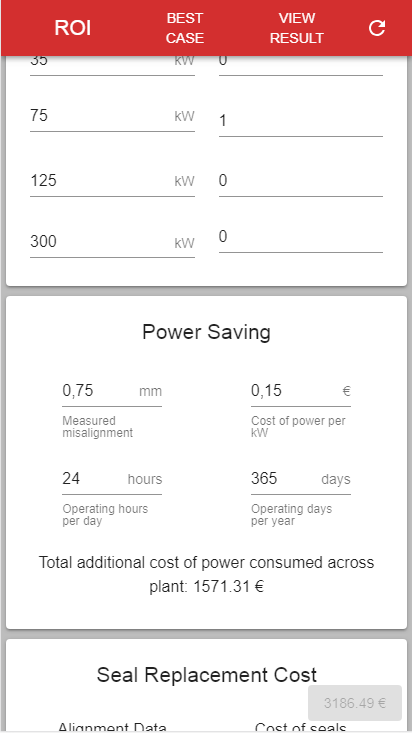 ROI
BEST
CASE
VIEW
RESULT
35 kW 0
75 kW 1
125 kW 0
300 kW 0
Power Saving
0,75 mm 0,15 €
Measured
misalignment
Cost of power per
kW
24 hours 365 days
Operating hours
per day
Operating days
per year
Total additional cost of power consumed across
plant: 1571.31 €
Seal Replacement Cost
3186.49 €
Alignment Data Cost of seals